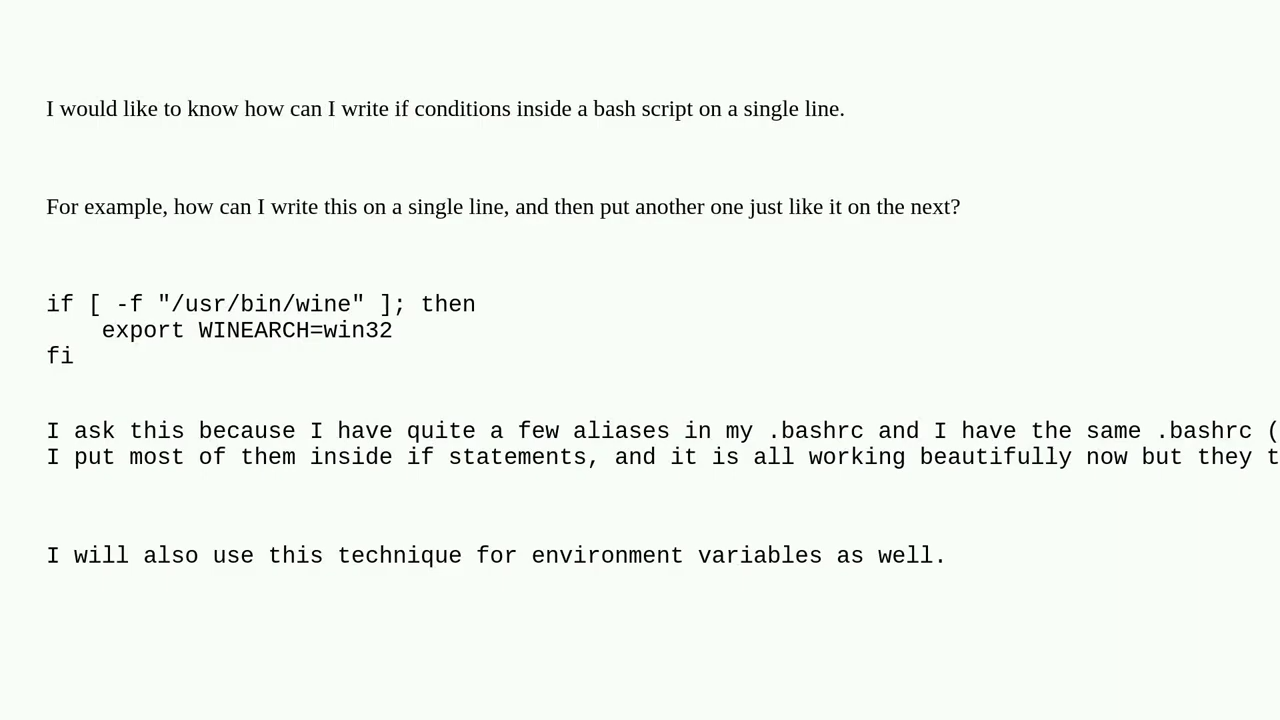 I would like to know how can I write if conditions inside a bash script on a single line.
For example, how can I write this on a single line, and then put another one just like it on the next?
if [ -f "/usr/bin/wine" ]; then
    export WINEARCH=win32
fi
I ask this because I have quite a few aliases in my .bashrc and I have the same .bashrc (
I put most of them inside if statements, and it is all working beautifully now but they t
I will also use this technique for environment variables as well.